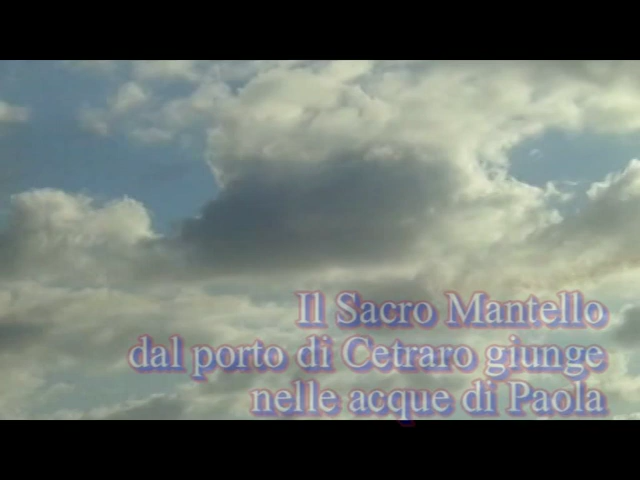 Il Sacro Mantello
dal porto di Cetraro giunge
nelle acque di Paola